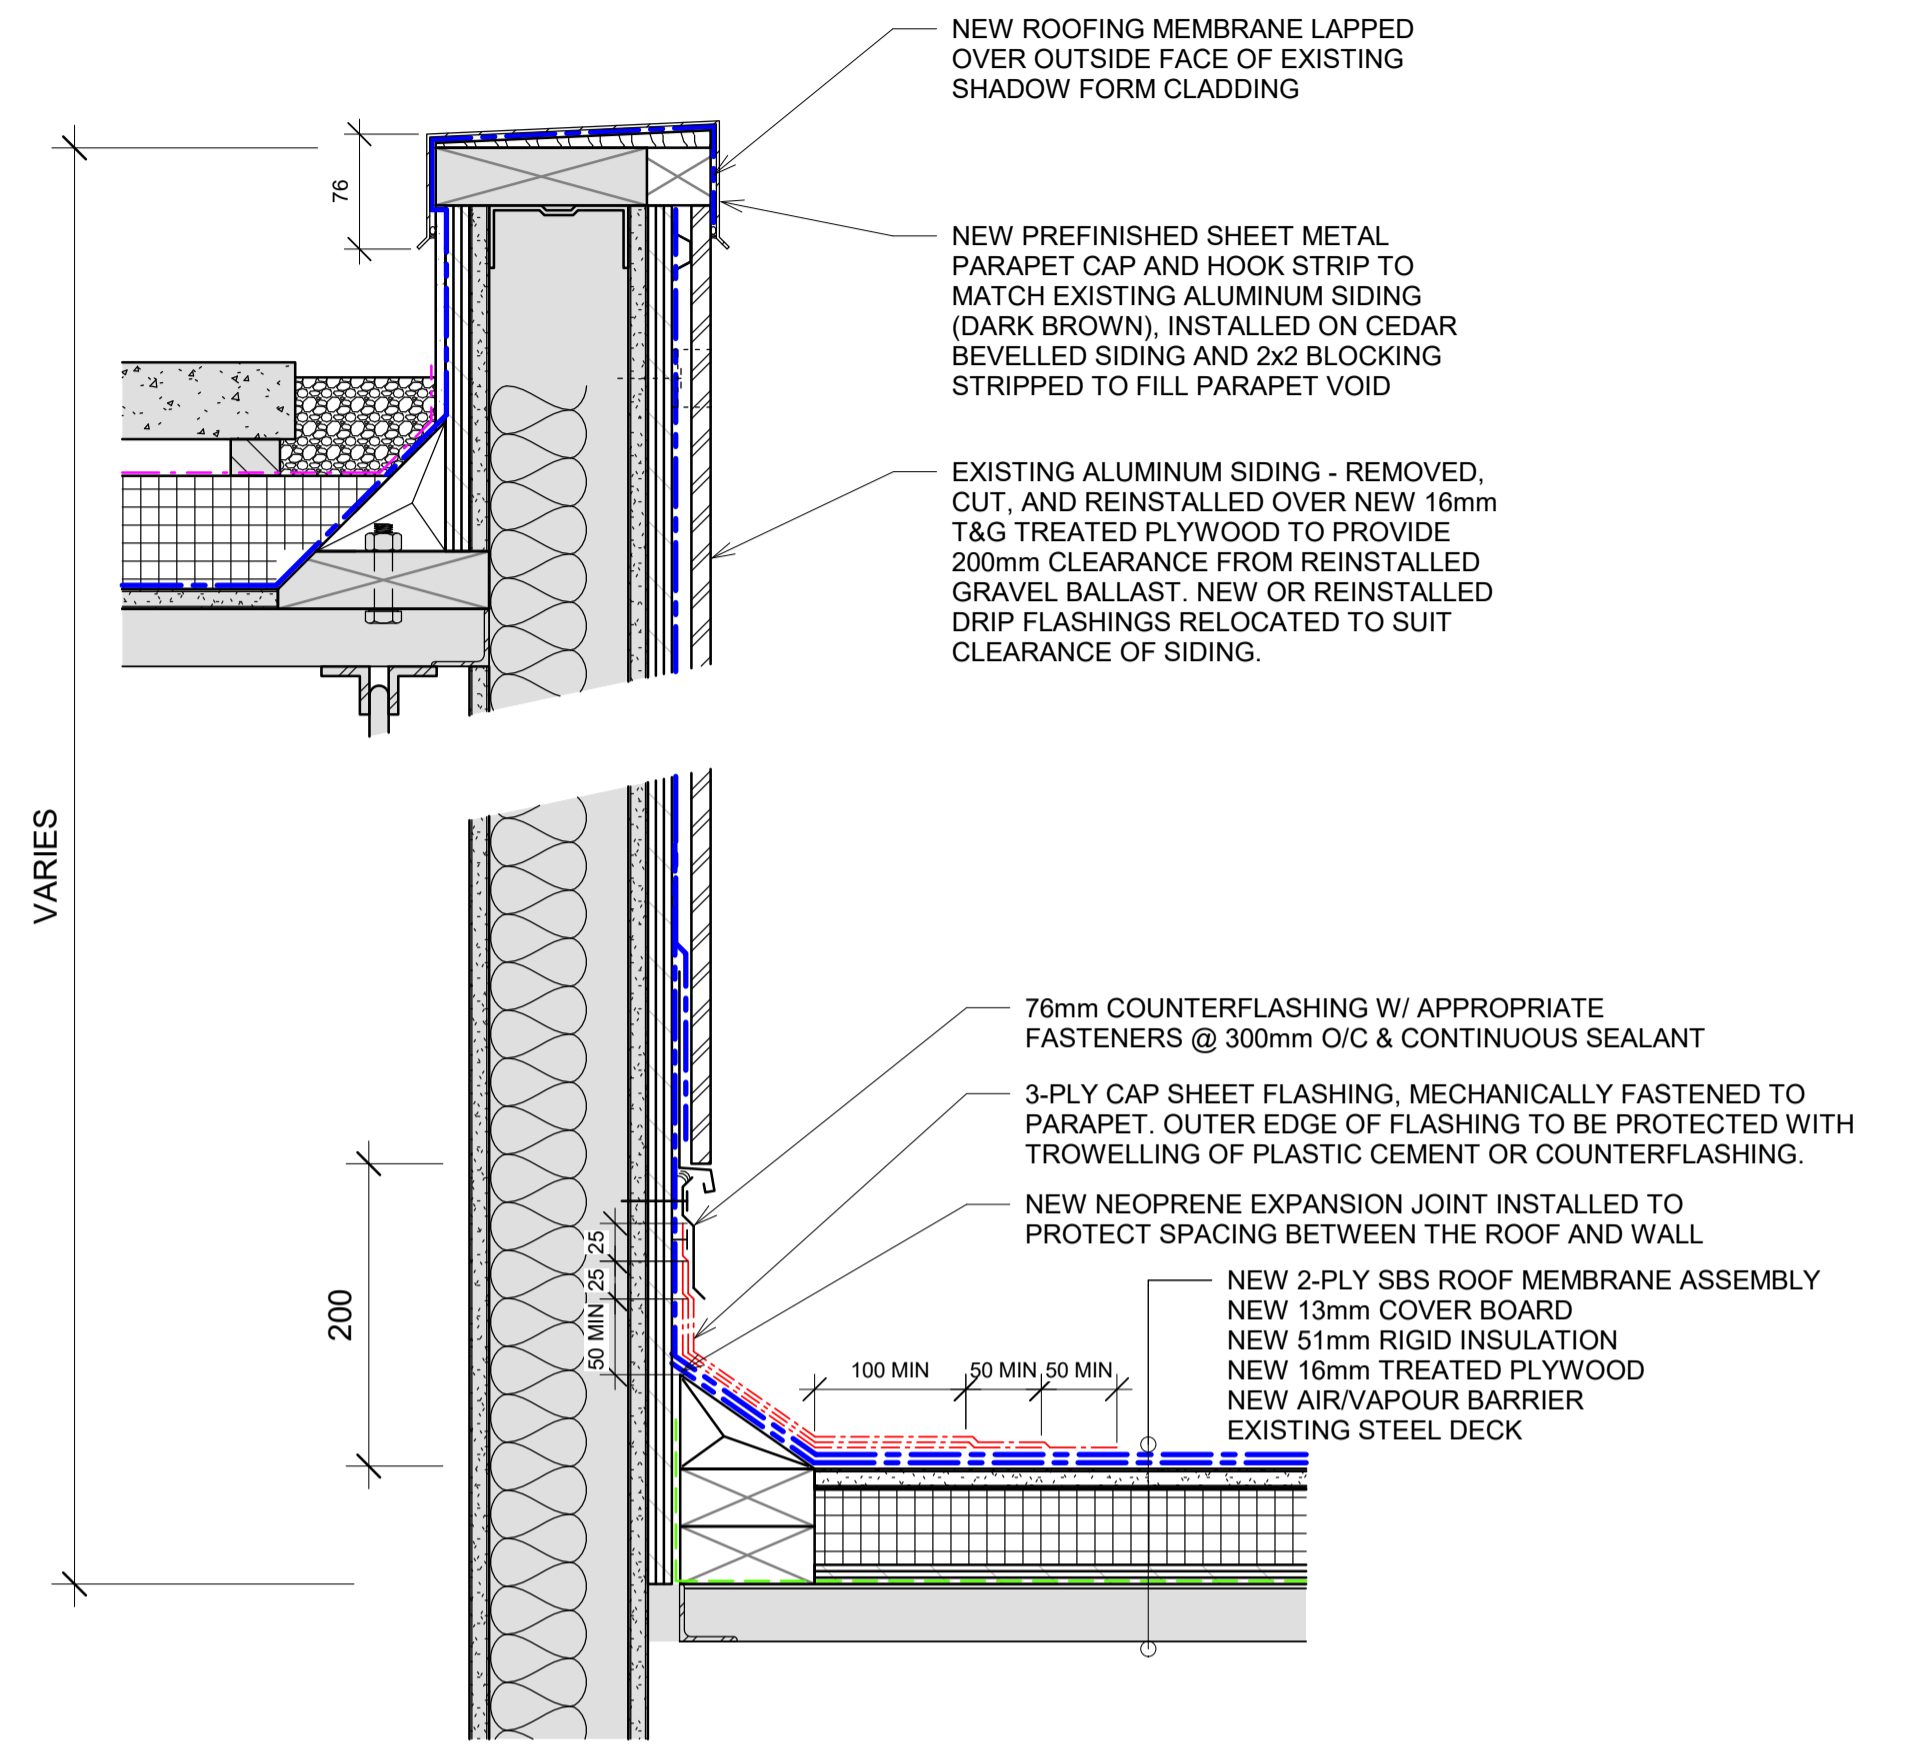 NEW ROOFING MEMBRANE LAPPED
OVER OUTSIDE FACE OF EXISTING
SHADOW FORM CLADDING
76
NEW PREFINISHED SHEET METAL
PARAPET CAP AND HOOK STRIP TO
MATCH EXISTING ALUMINUM SIDING
(DARK BROWN), INSTALLED ON CEDAR
BEVELLED SIDING AND 2x2 BLOCKING
STRIPPED TO FILL PARAPET VOID
EXISTING ALUMINUM SIDING - REMOVED,
CUT, AND REINSTALLED OVER NEW 16mm
T&G TREATED PLYWOOD TO PROVIDE
200mm CLEARANCE FROM REINSTALLED
GRAVEL BALLAST. NEW OR REINSTALLED
DRIP FLASHINGS RELOCATED TO SUIT
CLEARANCE OF SIDING.
VARIES
76mm COUNTERFLASHING W/ APPROPRIATE
FASTENERS @ 300mm O/C & CONTINUOUS SEALANT
3-PLY CAP SHEET FLASHING, MECHANICALLY FASTENED TO
PARAPET. OUTER EDGE OF FLASHING TO BE PROTECTED WITH
TROWELLING OF PLASTIC CEMENT OR COUNTERFLASHING.
NEW NEOPRENE EXPANSION JOINT INSTALLED TO
PROTECT SPACING BETWEEN THE ROOF AND WALL
200
25
25
50 MIN
100 MIN
50 MIN
50 MIN
NEW 2-PLY SBS ROOF MEMBRANE ASSEMBLY
NEW 13mm COVER BOARD
NEW 51mm RIGID INSULATION
NEW 16mm TREATED PLYWOOD
NEW AIR/VAPOUR BARRIER
EXISTING STEEL DECK